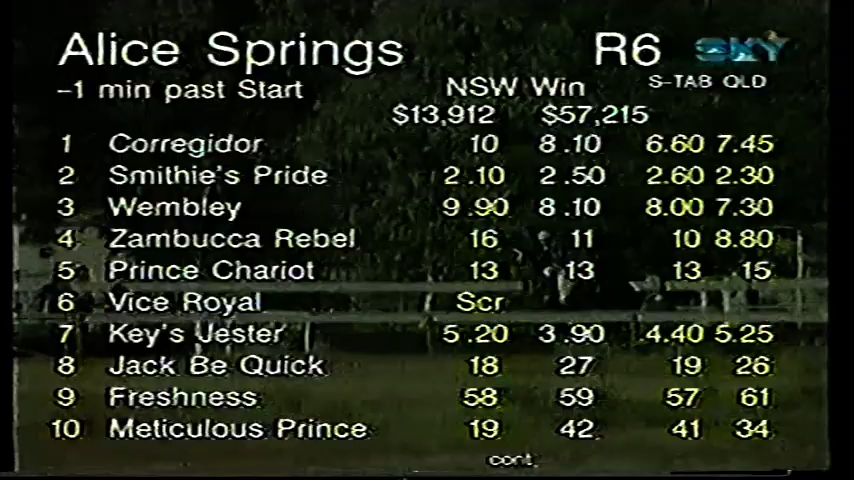 Alice Springs R6 SKY
-1 min past Start NSW Win S-TAB QLD
$13,912 $57,215
1 Corregidor 10 8.10 6.60 7.45
2 Smithie's Pride 2.10 2.50 2.60 2.30
3 Wembley 9.90 8.10 8.00 7.30
4 Zambucca Rebel 16 11 10 8.80
5 Prince Chariot 13 13 13 15
6 Vice Royal Scr
7 Key's Jester 5.20 3.90 4.40 5.25
8 Jack Be Quick 18 27 19 26
9 Freshness 58 59 57 61
10 Meticulous Prince 19 42 41 34
cont.